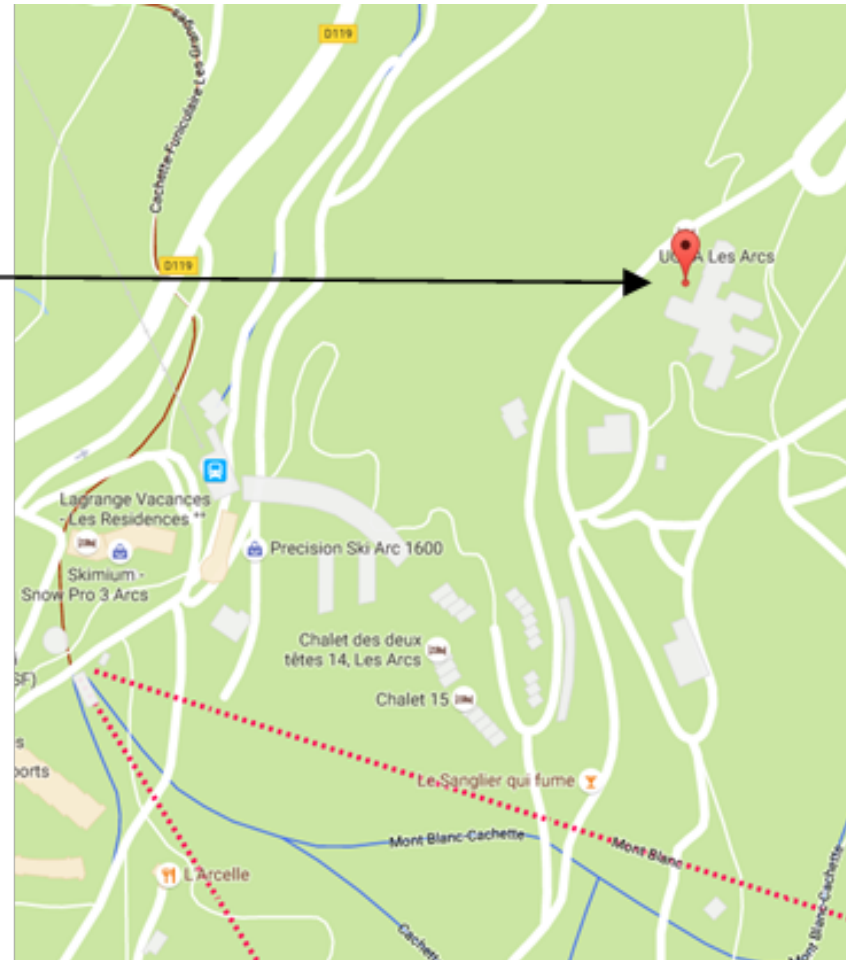 D119
Cachette-Funiculaire Les Granges
D119
Les Arcs
Lagrange Vacances
- Les Residences **
Precision Ski Arc 1600
Skimium -
Snow Pro 3 Arcs
SF)
Chalet des deux
têtes 14, Les Arcs
Chalet 15
Le Sanglier qui fume
Mont Blanc-Cachette
Mont Blanc
Mont Blanc-Cachette
L'Arcelle